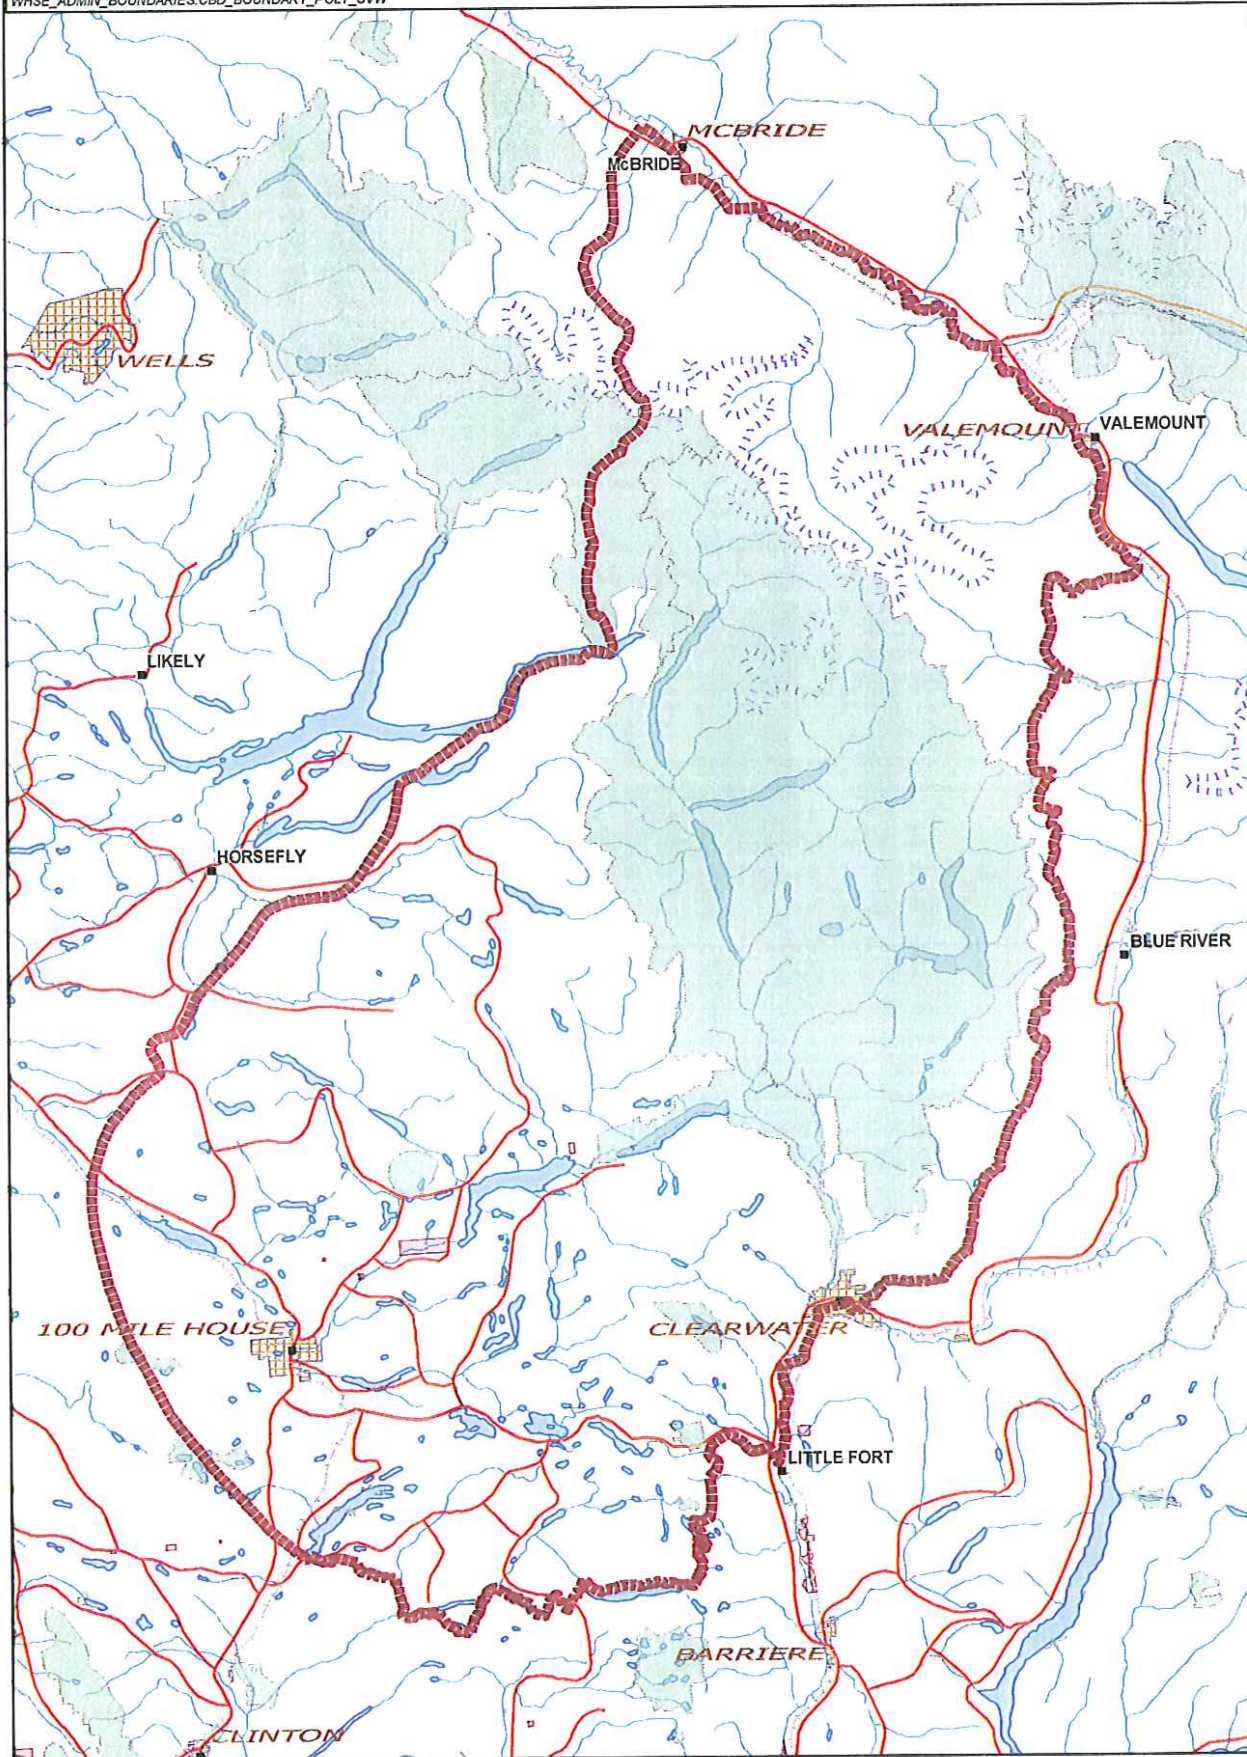 WHSE_ADMIN_BOUNDARIES.CBD_BOUNDARY_POLY_SVW
MCBRIDE
McBRIDE
WELLS
VALEMOUNT
VALEMOUNT
LIKELY
HORSEFLY
BLUE RIVER
100 MILE HOUSE
CLEARWATER
LITTLE FORT
BARRIERE
CLINTON